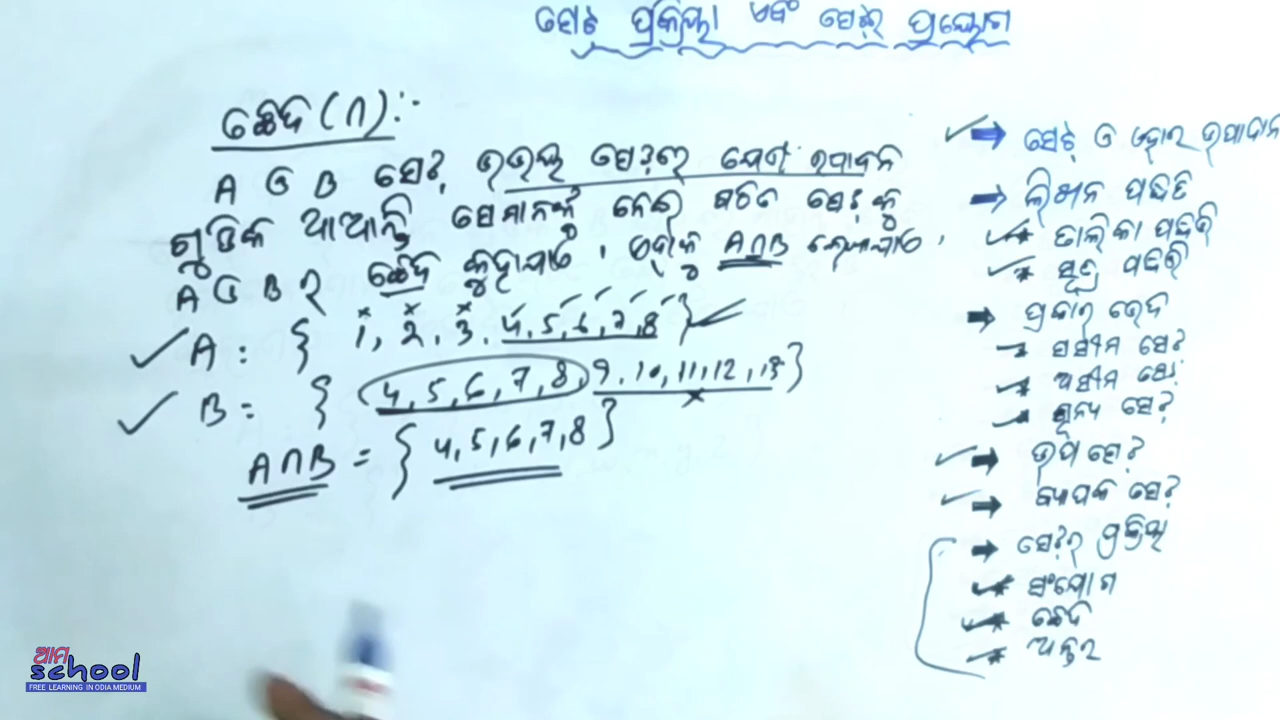 ସେଟ୍ ପ୍ରକ୍ରିୟା ଏବଂ ସେଟ୍‌ର ପ୍ରୟୋଗ
ଛେଦ (∩):-
A ଓ B ସେଟ୍ ଉଭୟ ସେଟ୍‌ରେ ଯେଉଁ ଉପାଦାନ
ଗୁଡିକ ଥାଆନ୍ତି ସେମାନଙ୍କୁ ନେଇ ଗଠିତ ସେଟ୍‌କୁ
A ଓ B ର ଛେଦ କୁହାଯାଏ । ଏହାକୁ A∩B ଲେଖାଯାଏ ।
A = { 1, 2, 3, 4, 5, 6, 7, 8 }
B = { 4, 5, 6, 7, 8, 9, 10, 11, 12, 13 }
A∩B = { 4, 5, 6, 7, 8 }
ସେଟ୍ ଓ ଏହାର ଉପାଦାନ
ଲିଖନ ପଦ୍ଧତି
ତାଲିକା ପଦ୍ଧତି
ସୂତ୍ର ପଦ୍ଧତି
ପ୍ରକାର ଭେଦ
ସସୀମ ସେଟ୍
ଅସୀମ ସେଟ୍
ଶୂନ୍ୟ ସେଟ୍
ଉପ ସେଟ୍
ବ୍ୟାପକ ସେଟ୍
ସେଟ୍‌ର ପ୍ରକ୍ରିୟା
ସଂଯୋଗ
ଛେଦ
ଅନ୍ତର
ଆମ
school
FREE LEARNING IN ODIA MEDIUM